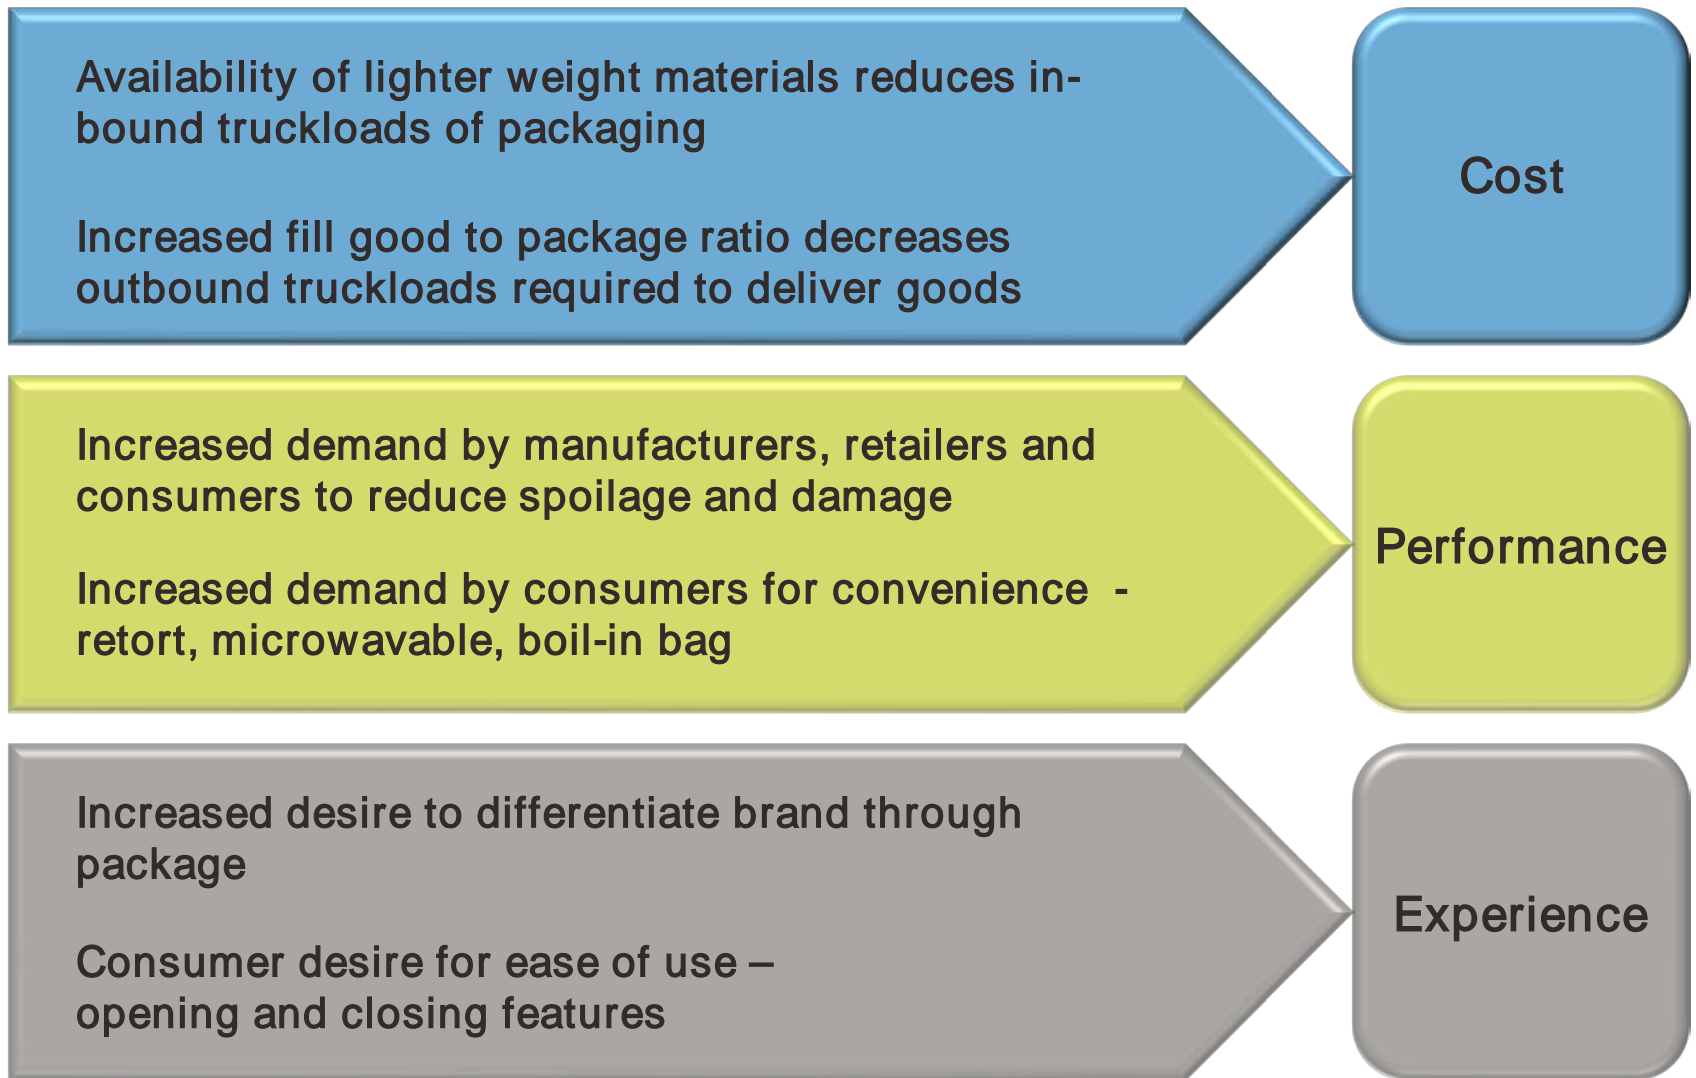 Availability of lighter weight materials reduces in-
bound truckloads of packaging
Increased fill good to package ratio decreases
outbound truckloads required to deliver goods
Cost
Increased demand by manufacturers, retailers and
consumers to reduce spoilage and damage
Increased demand by consumers for convenience  -
retort, microwavable, boil-in bag
Performance
Increased desire to differentiate brand through
package
Consumer desire for ease of use –
opening and closing features
Experience